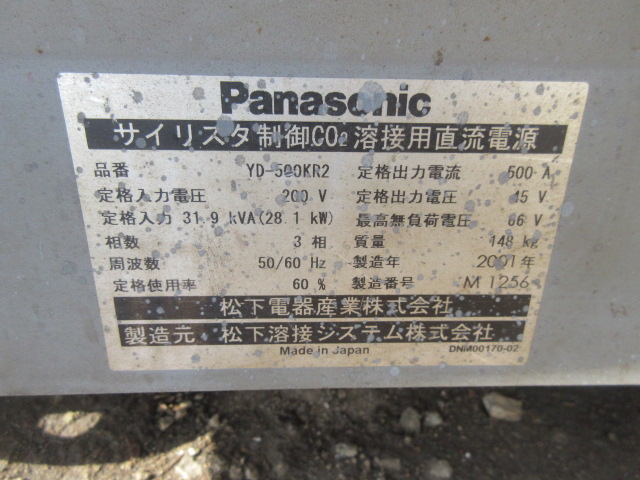 Panasonic
サイリスタ制御CO₂溶接用直流電源
品番 YD-500KR2 定格出力電流 500 A
定格入力電圧 200 V 定格出力電圧 45 V
定格入力 31.9 kVA(28.1 kW) 最高無負荷電圧 66 V
相数 3 相 質量 148 kg
周波数 50/60 Hz 製造年 2001年
定格使用率 60 % 製造番号 M 1256
松下電器産業株式会社
製造元 松下溶接システム株式会社
Made in Japan DNM00170-02